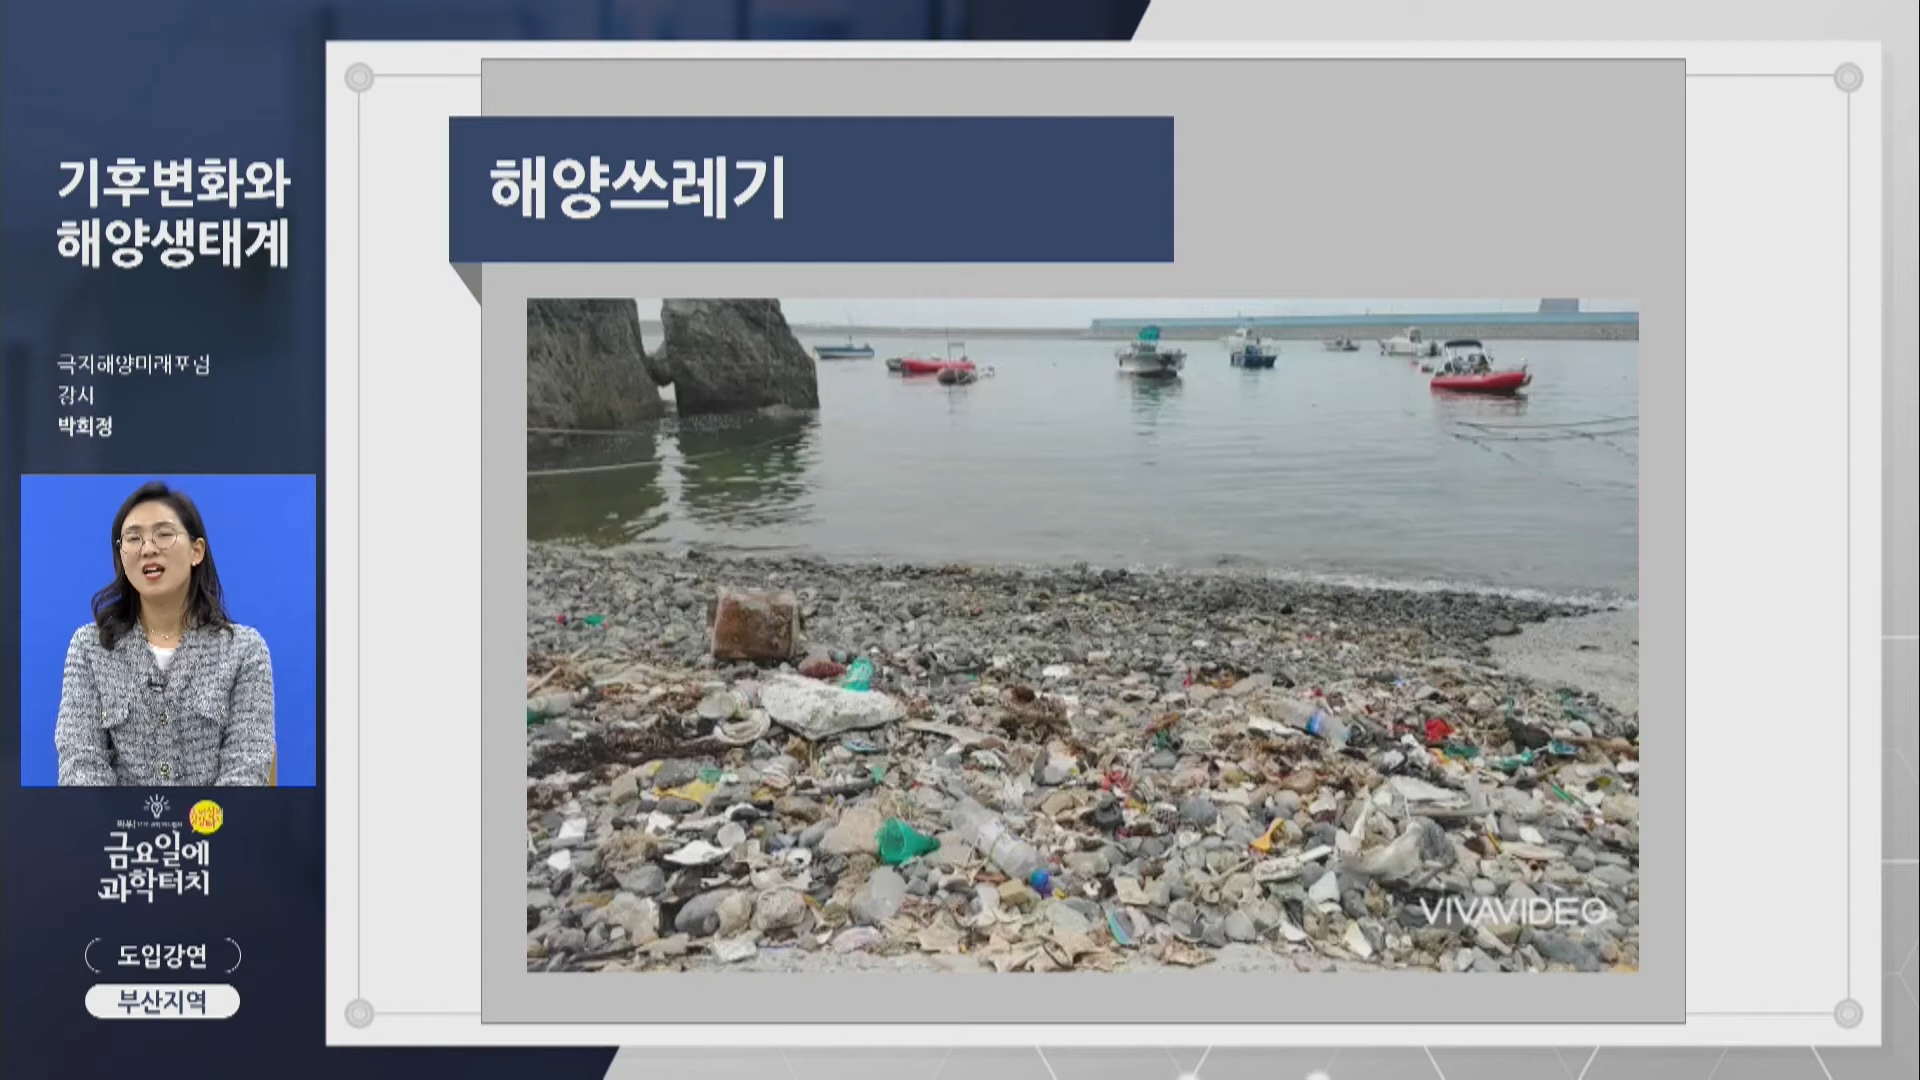 기후변화와
해양생태계
극지해양미래포럼
강사
박회정
해양쓰레기
VIVAVIDEO
금요일에
과학터치
도입강연
부산지역